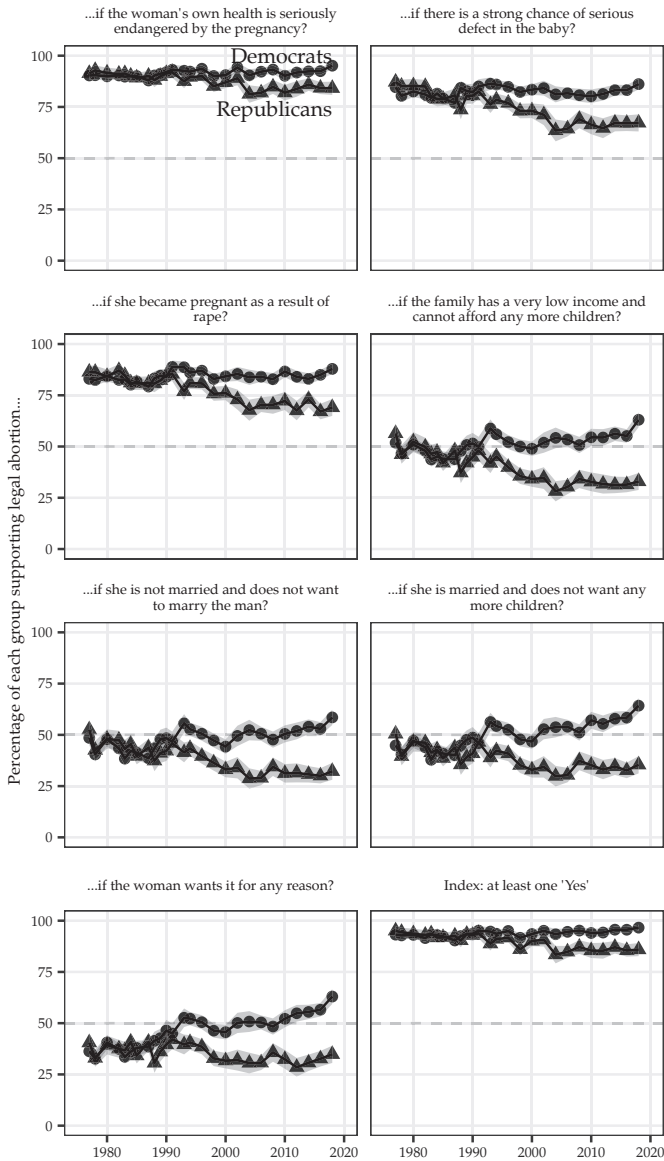 ...if the woman's own health is seriously
endangered by the pregnancy?
...if there is a strong chance of serious
defect in the baby?
100
75
50
25
0
Democrats
Republicans
...if she became pregnant as a result of
rape?
...if the family has a very low income and
cannot afford any more children?
100
75
50
25
0
Percentage of each group supporting legal abortion...
...if she is not married and does not want
to marry the man?
...if she is married and does not want any
more children?
100
75
50
25
0
...if the woman wants it for any reason?
Index: at least one 'Yes'
100
75
50
25
0
1980 1990 2000 2010 2020
1980 1990 2000 2010 2020